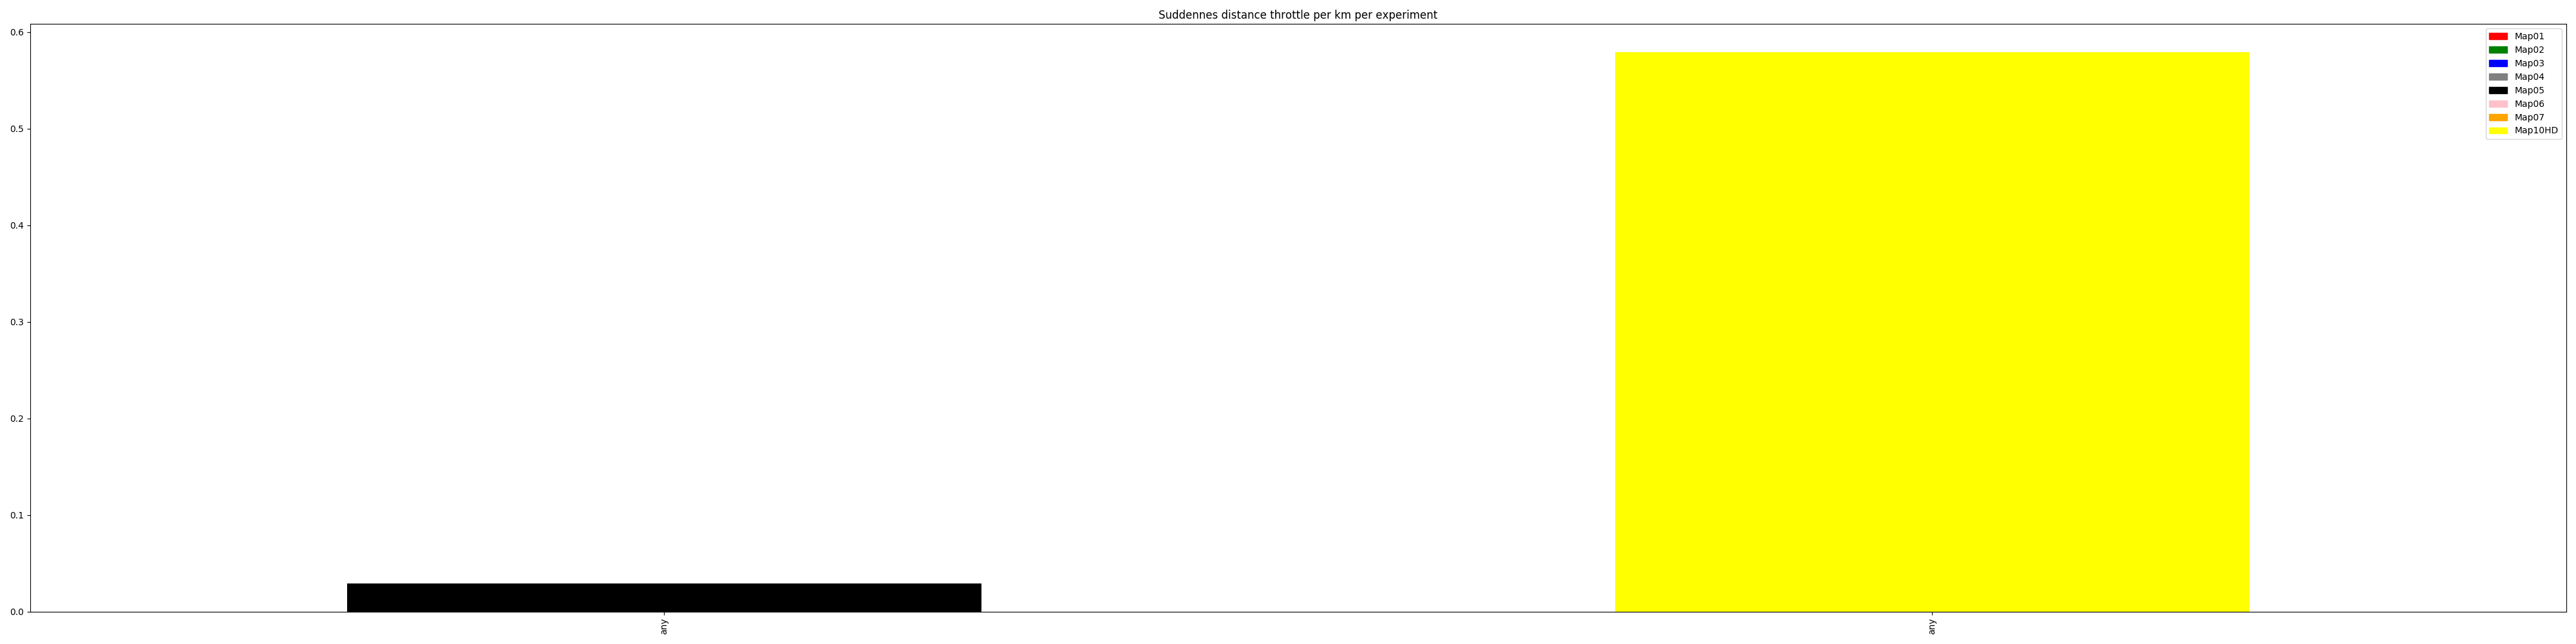 Suddennes distance throttle per km per experiment
0.6
0.5
0.4
0.3
0.2
0.1
0.0
Map01
Map02
Map03
Map04
Map05
Map06
Map07
Map10HD
any
any